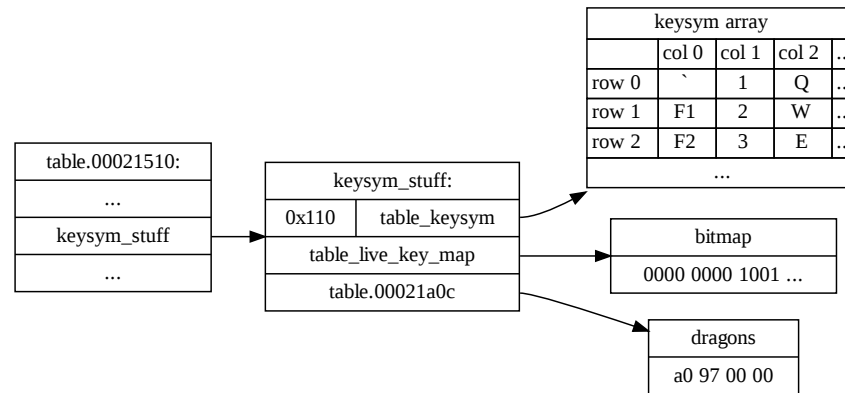 table.00021510:
...
keysym_stuff
...
keysym_stuff:
0x110 table_keysym
table_live_key_map
table.00021a0c
keysym array
col 0 col 1 col 2 ..
row 0 ` 1 Q ..
row 1 F1 2 W ..
row 2 F2 3 E ..
...
bitmap
0000 0000 1001 ...
dragons
a0 97 00 00